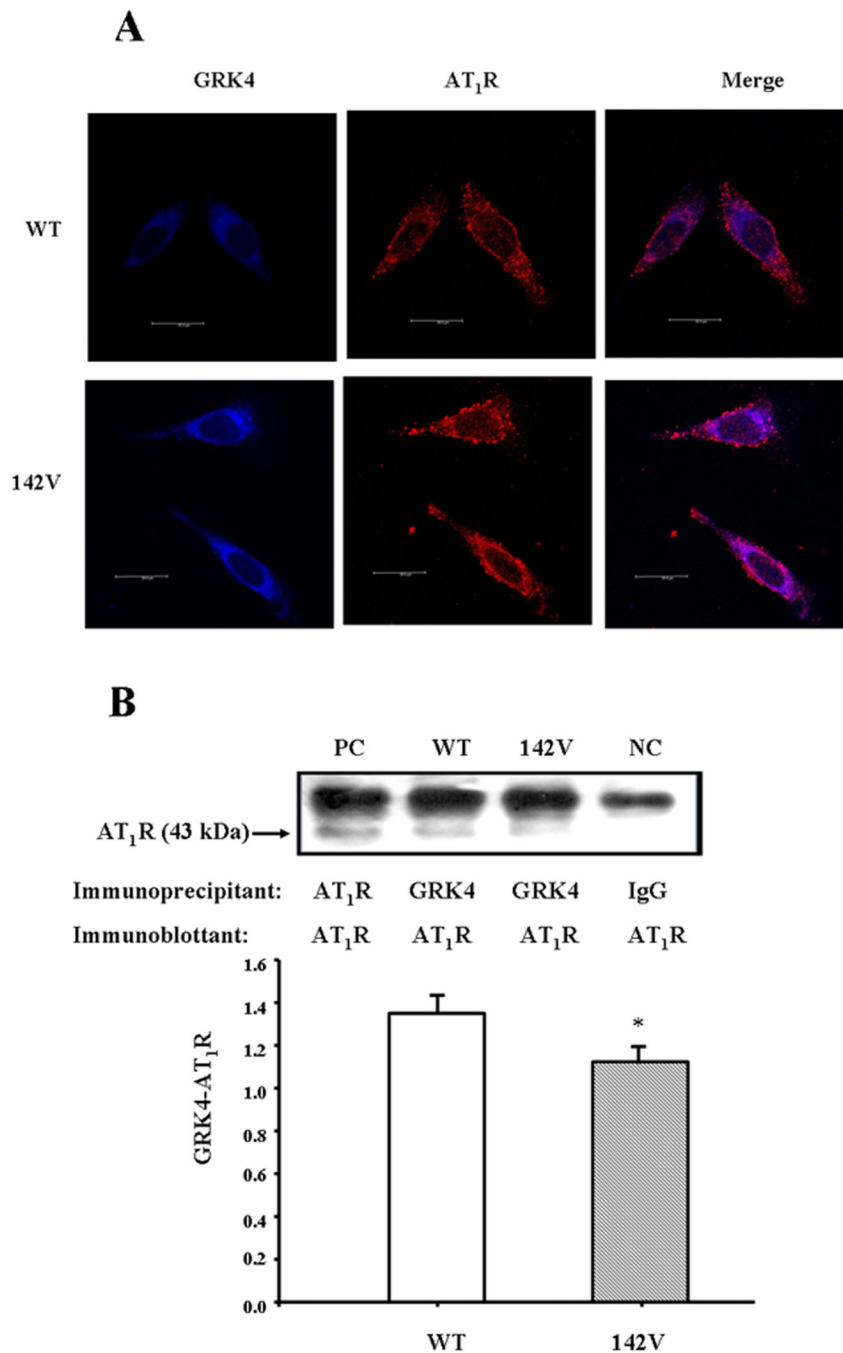 A
GRK4 AT₁R Merge
WT
142V
B
PC WT 142V NC
AT₁R (43 kDa)
Immunoprecipitant: AT₁R GRK4 GRK4 IgG
Immunoblottant: AT₁R AT₁R AT₁R AT₁R
1.6
1.4
1.2
1.0
0.8
0.6
0.4
0.2
0.0
GRK4-AT₁R
*
WT 142V